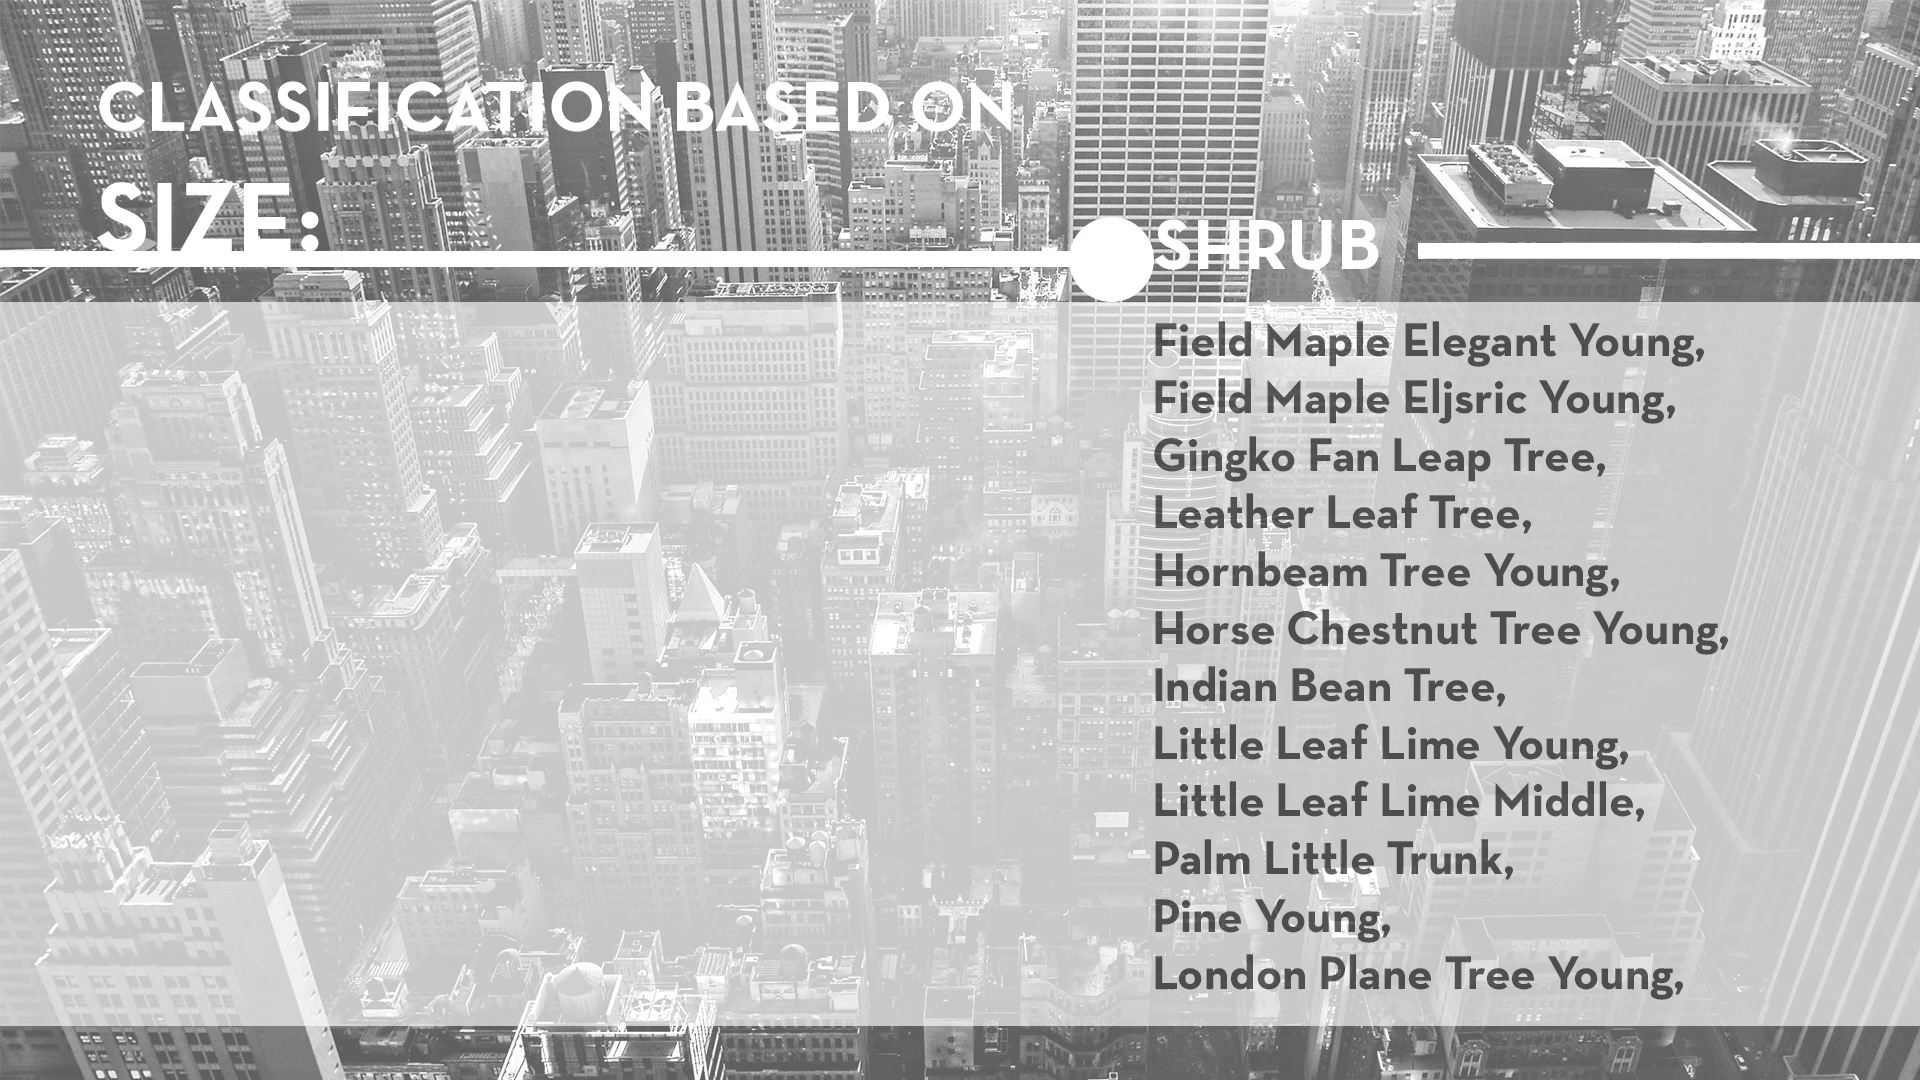 CLASSIFICATION BASED ON
SIZE:
SHRUB
Field Maple Elegant Young,
Field Maple Eljsric Young,
Gingko Fan Leap Tree,
Leather Leaf Tree,
Hornbeam Tree Young,
Horse Chestnut Tree Young,
Indian Bean Tree,
Little Leaf Lime Young,
Little Leaf Lime Middle,
Palm Little Trunk,
Pine Young,
London Plane Tree Young,